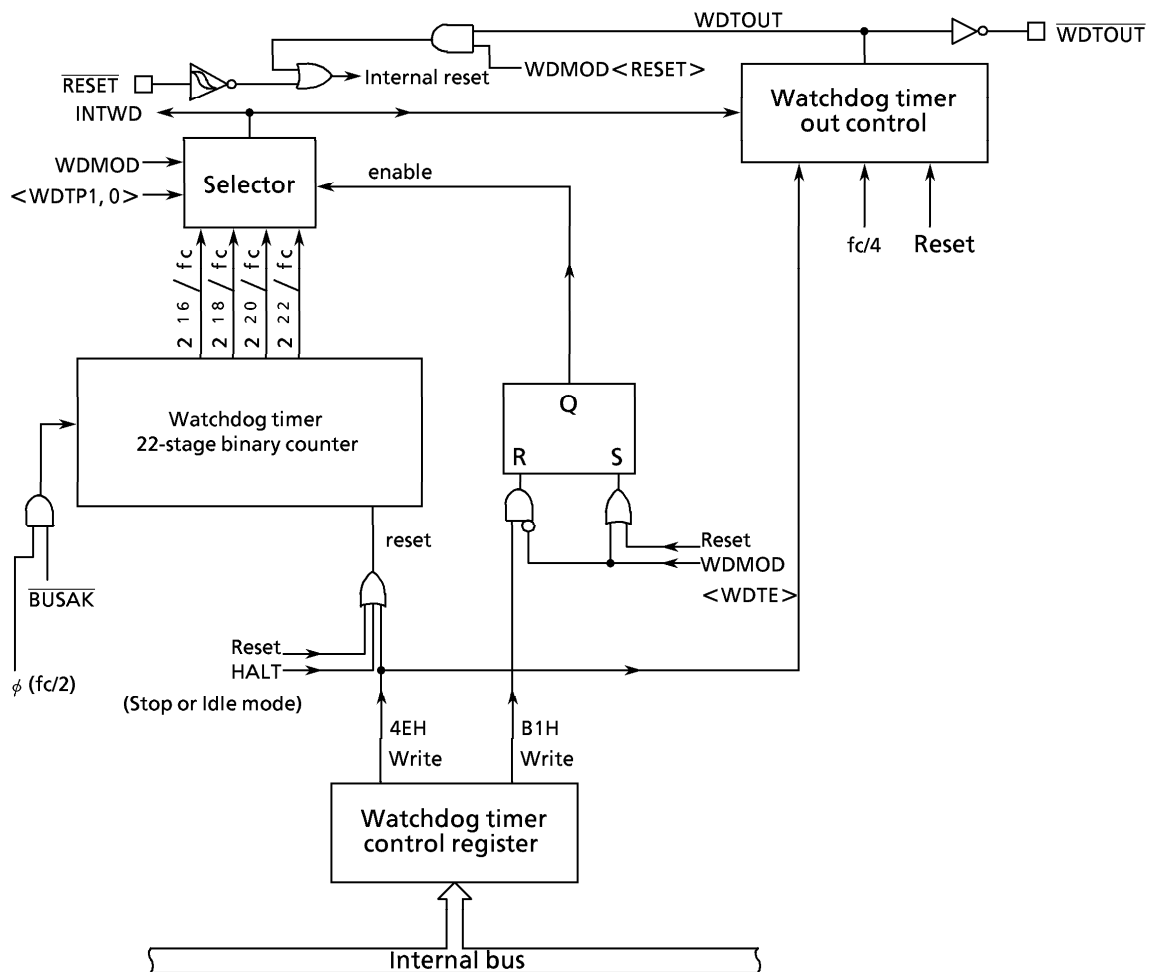 WDTOUT
WDTOUT
RESET
Internal reset
WDMOD<RESET>
INTWD
Watchdog timer
out control
WDMOD
<WDTP1, 0>
Selector
enable
fc/4
Reset
2 16/fc
2 18/fc
2 20/fc
2 22/fc
Watchdog timer
22-stage binary counter
Q
R
S
reset
Reset
WDMOD
<WDTE>
BUSAK
φ (fc/2)
Reset
HALT
(Stop or Idle mode)
4EH
Write
B1H
Write
Watchdog timer
control register
Internal bus